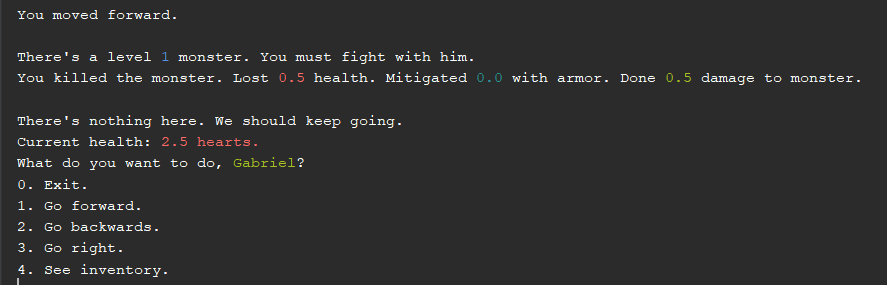 You moved forward.
There's a level 1 monster. You must fight with him.
You killed the monster. Lost 0.5 health. Mitigated 0.0 with armor. Done 0.5 damage to monster.
There's nothing here. We should keep going.
Current health: 2.5 hearts.
What do you want to do, Gabriel?
0. Exit.
1. Go forward.
2. Go backwards.
3. Go right.
4. See inventory.